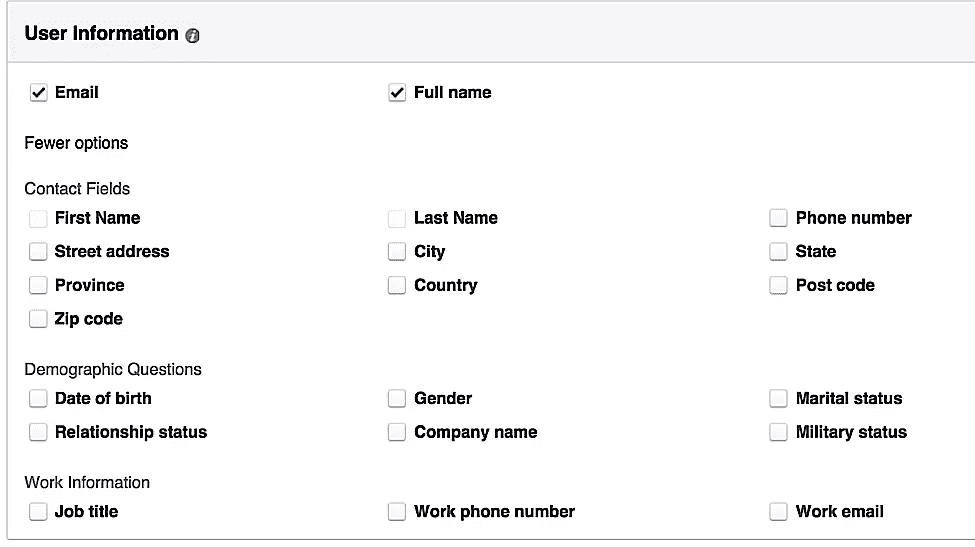 User Information
Email Full name
Fewer options
Contact Fields
First Name Last Name Phone number
Street address City State
Province Country Post code
Zip code
Demographic Questions
Date of birth Gender Marital status
Relationship status Company name Military status
Work Information
Job title Work phone number Work email